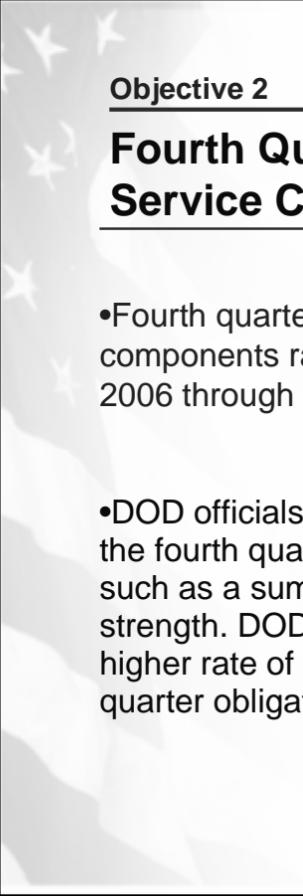 Objective 2
Fourth Qu
Service C
•Fourth quarte
components ra
2006 through
•DOD officials
the fourth qua
such as a sum
strength. DOD
higher rate of
quarter obliga